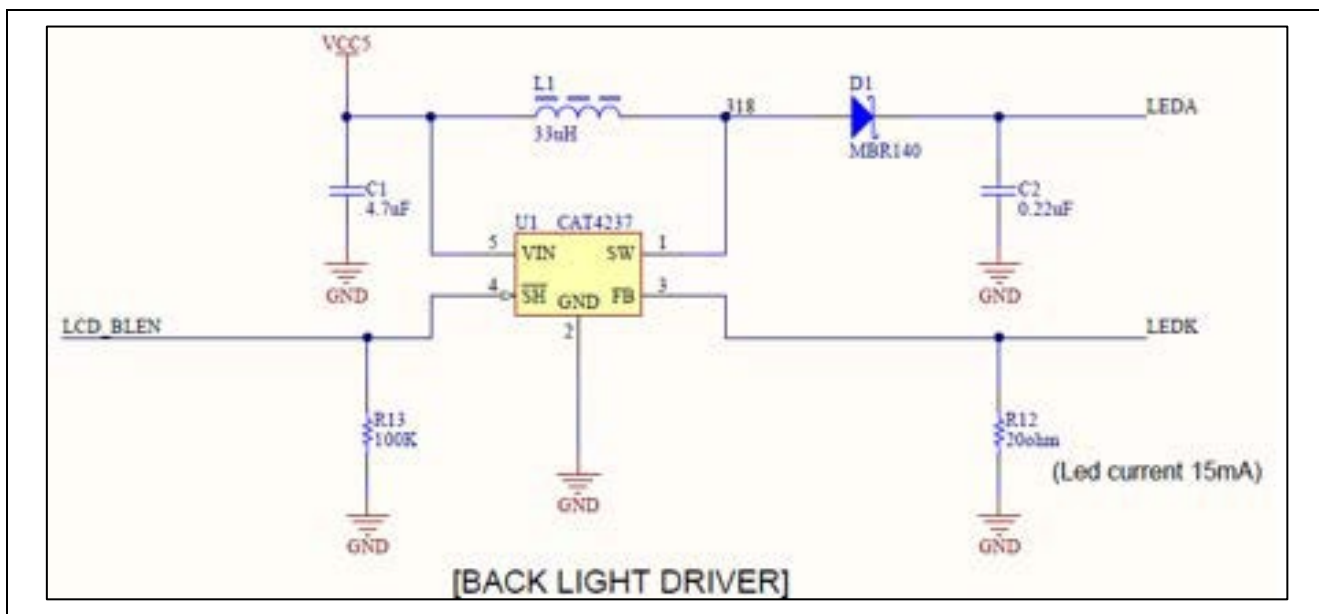 VCC5
L1
33uH
318
D1
MBR140
LEDA
C1
4.7uF
C2
0.22uF
U1 CAT4237
5 VIN SW 1
4 SH GND FB 3
2
GND
GND
LCD_BLEN
LEDK
R13
100K
R12
20ohm
(Led current 15mA)
GND
GND
GND
[BACK LIGHT DRIVER]